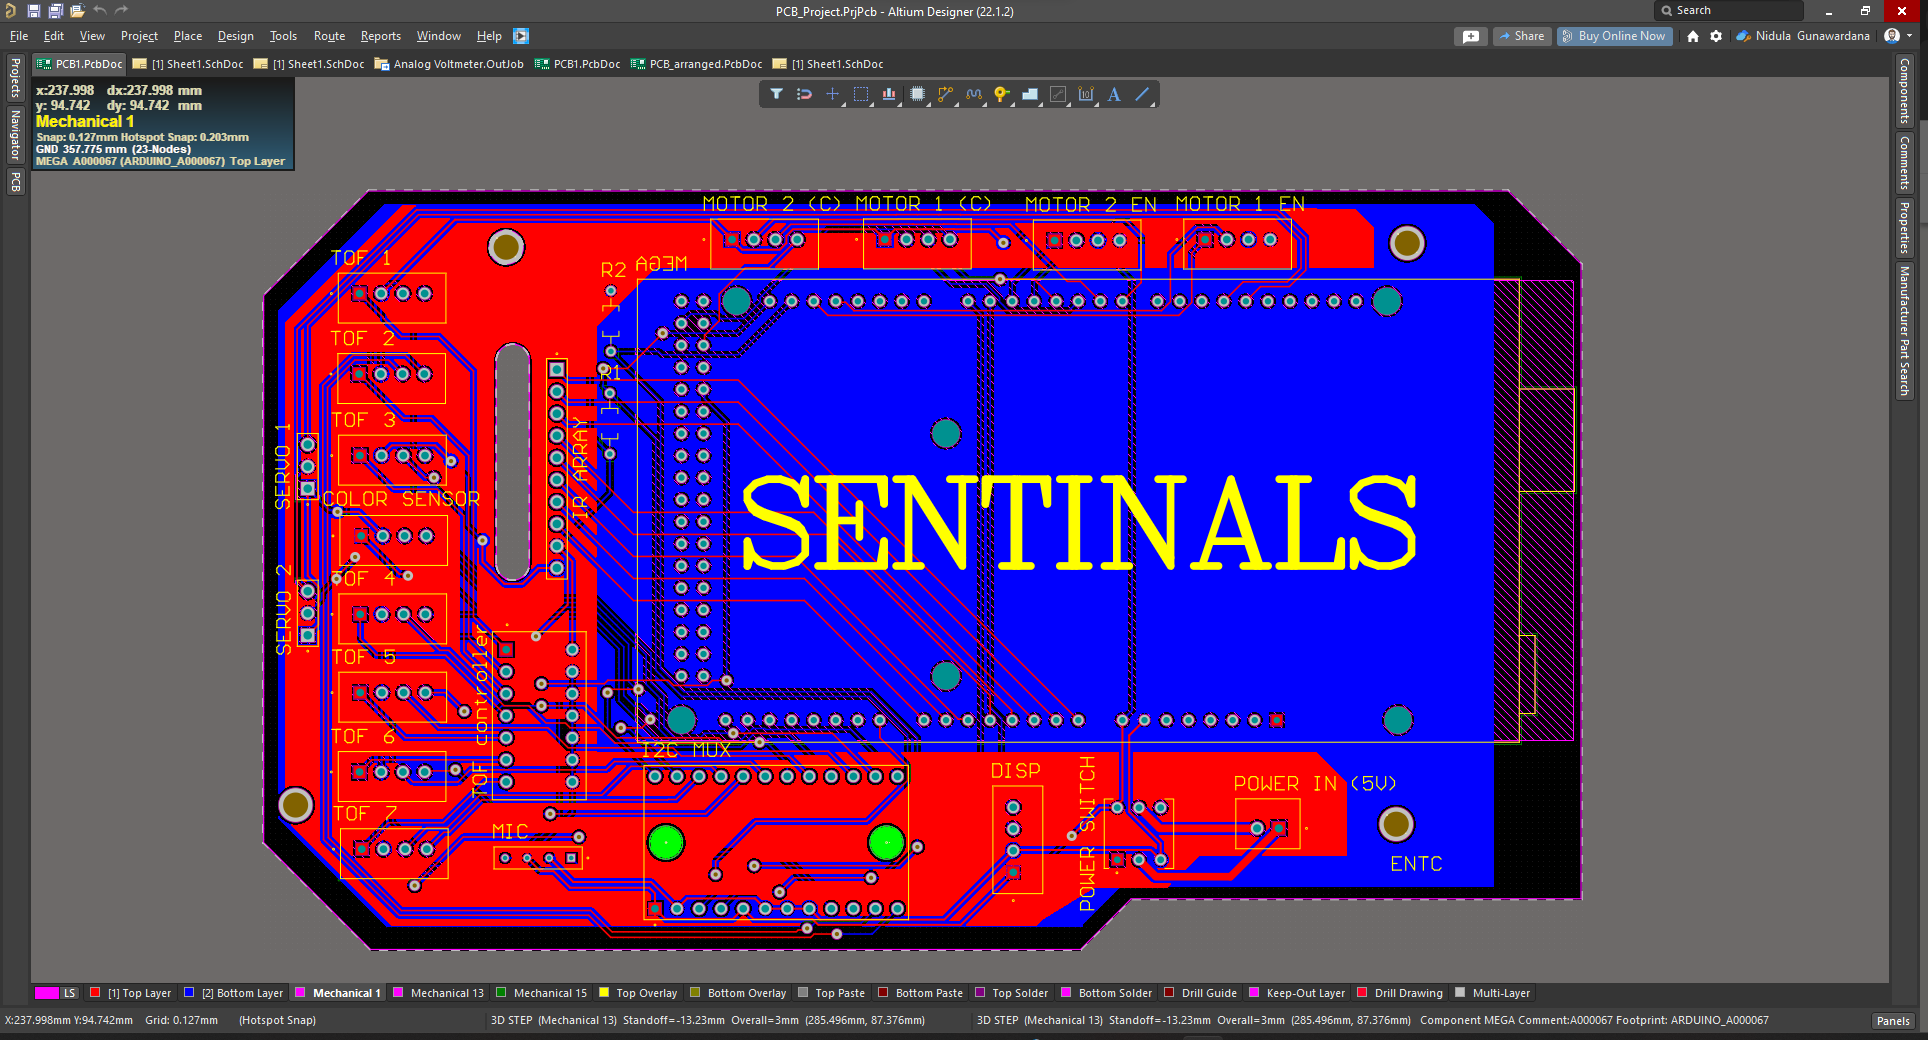 PCB_Project.PrjPcb - Altium Designer (22.1.2)
Search
File Edit View Project Place Design Tools Route Reports Window Help
Share Buy Online Now Nidula Gunawardana
PCB1.PcbDoc [1] Sheet1.SchDoc [1] Sheet1.SchDoc Analog Voltmeter.OutJob PCB1.PcbDoc PCB_arranged.PcbDoc [1] Sheet1.SchDoc
Projects
Navigator
PCB
Components
Comments
Properties
Manufacturer Part Search
x:237.998 dx:237.998 mm
y: 94.742 dy: 94.742 mm
Mechanical 1
Snap: 0.127mm Hotspot Snap: 0.203mm
GND 357.775 mm (23-Nodes)
MEGA A000067 (ARDUINO_A000067) Top Layer
MOTOR 2 (C) MOTOR 1 (C) MOTOR 2 EN MOTOR 1 EN
TOF 1
R2 MEGA
TOF 2
R1
TOF 3
SERVO 1
IR ARRAY
COLOR SENSOR
SENTINALS
TOF 4
SERVO 2
TOF 5
TOF controller
TOF 6
I2C MUX
DISP
POWER SWITCH
POWER IN (5V)
TOF 7
MIC
ENTC
LS [1] Top Layer [2] Bottom Layer Mechanical 1 Mechanical 13 Mechanical 15 Top Overlay Bottom Overlay Top Paste Bottom Paste Top Solder Bottom Solder Drill Guide Keep-Out Layer Drill Drawing Multi-Layer
X:237.998mm Y:94.742mm Grid: 0.127mm (Hotspot Snap) 3D STEP (Mechanical 13) Standoff=-13.23mm Overall=3mm (285.496mm, 87.376mm) 3D STEP (Mechanical 13) Standoff=-13.23mm Overall=3mm (285.496mm, 87.376mm) Component MEGA Comment:A000067 Footprint: ARDUINO_A000067
Panels